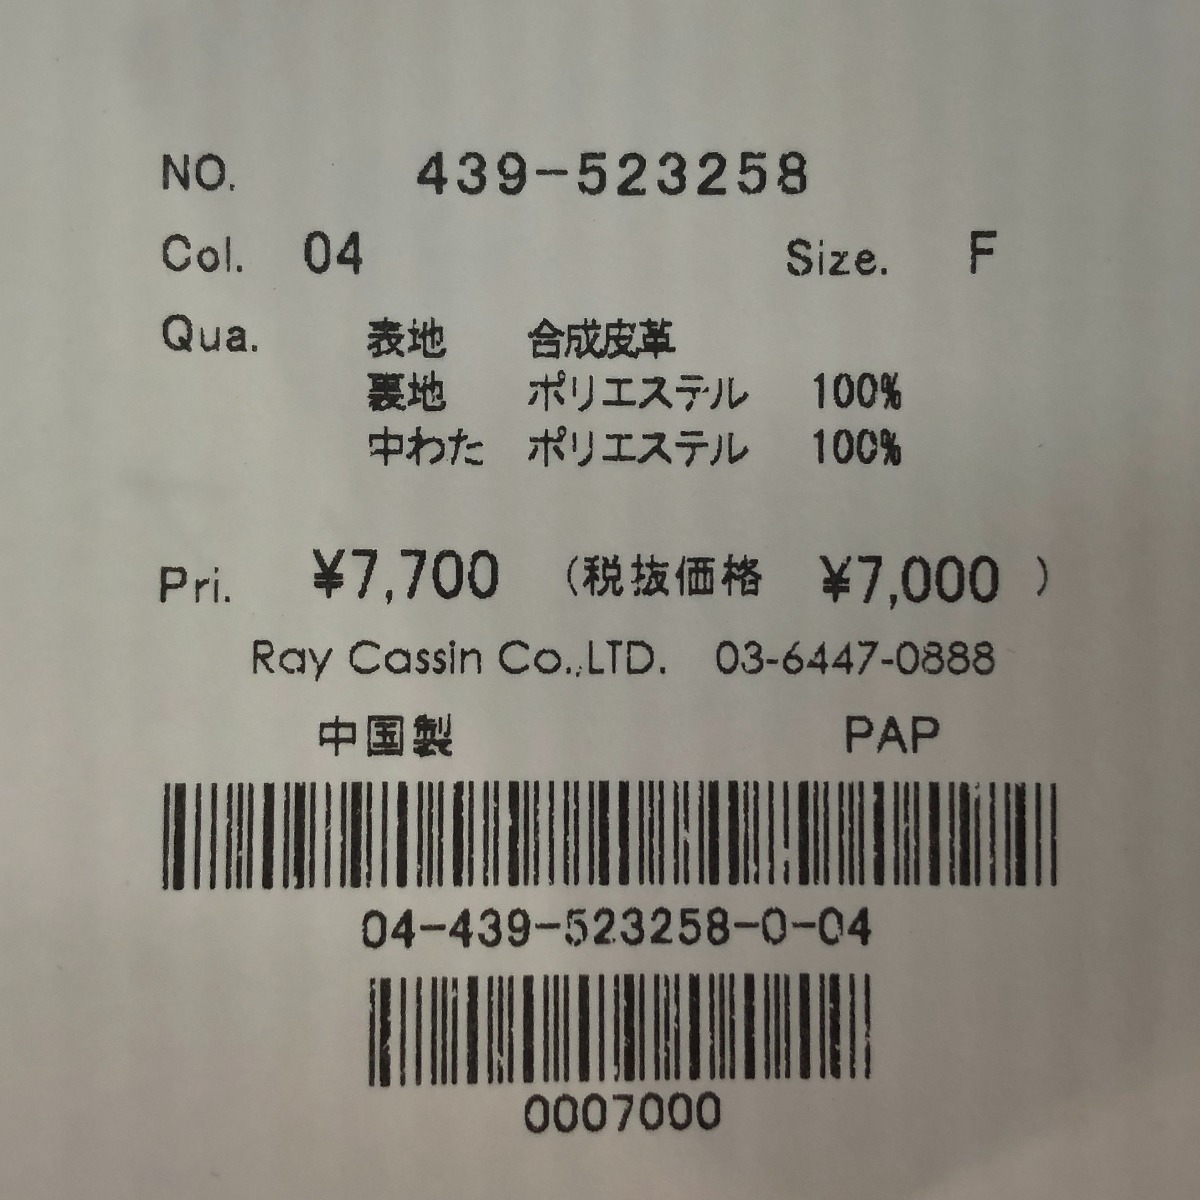 NO. 439-523258
Col. 04 Size. F
Qua. 表地 合成皮革
裏地 ポリエステル 100%
中わた ポリエステル 100%
Pri. ¥7,700 (税抜価格 ¥7,000 )
Ray Cassin Co.,LTD. 03-6447-0888
中国製 PAP
04-439-523258-0-04
0007000